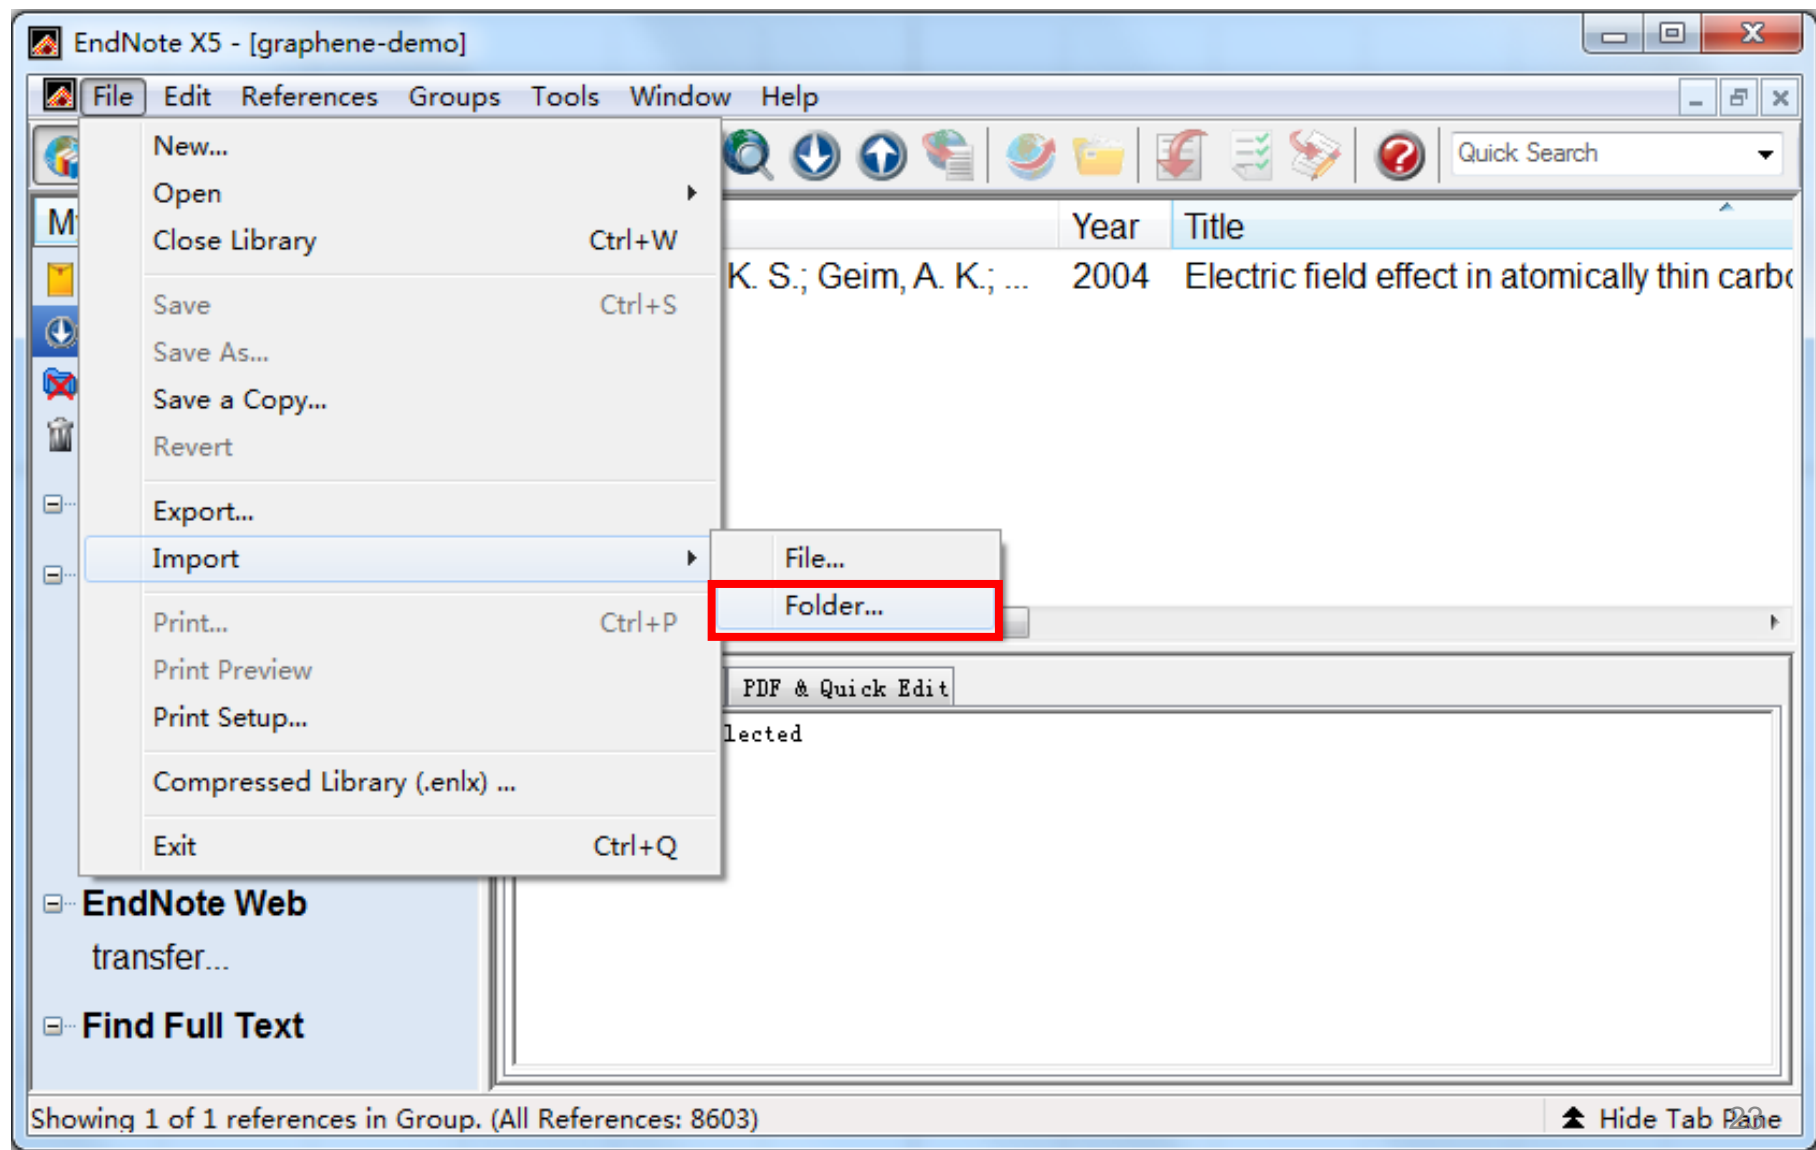 EndNote X5 - [graphene-demo]
File Edit References Groups Tools Window Help
Quick Search
New...
Open
Close Library Ctrl+W
Save Ctrl+S
Save As...
Save a Copy...
Revert
Export...
Import
Print... Ctrl+P
Print Preview
Print Setup...
Compressed Library (.enlx) ...
Exit Ctrl+Q
File...
Folder...
Year Title
K. S.; Geim, A. K.; ... 2004 Electric field effect in atomically thin carbo
PDF & Quick Edit
lected
EndNote Web
transfer...
Find Full Text
Showing 1 of 1 references in Group. (All References: 8603)
Hide Tab Pane
23